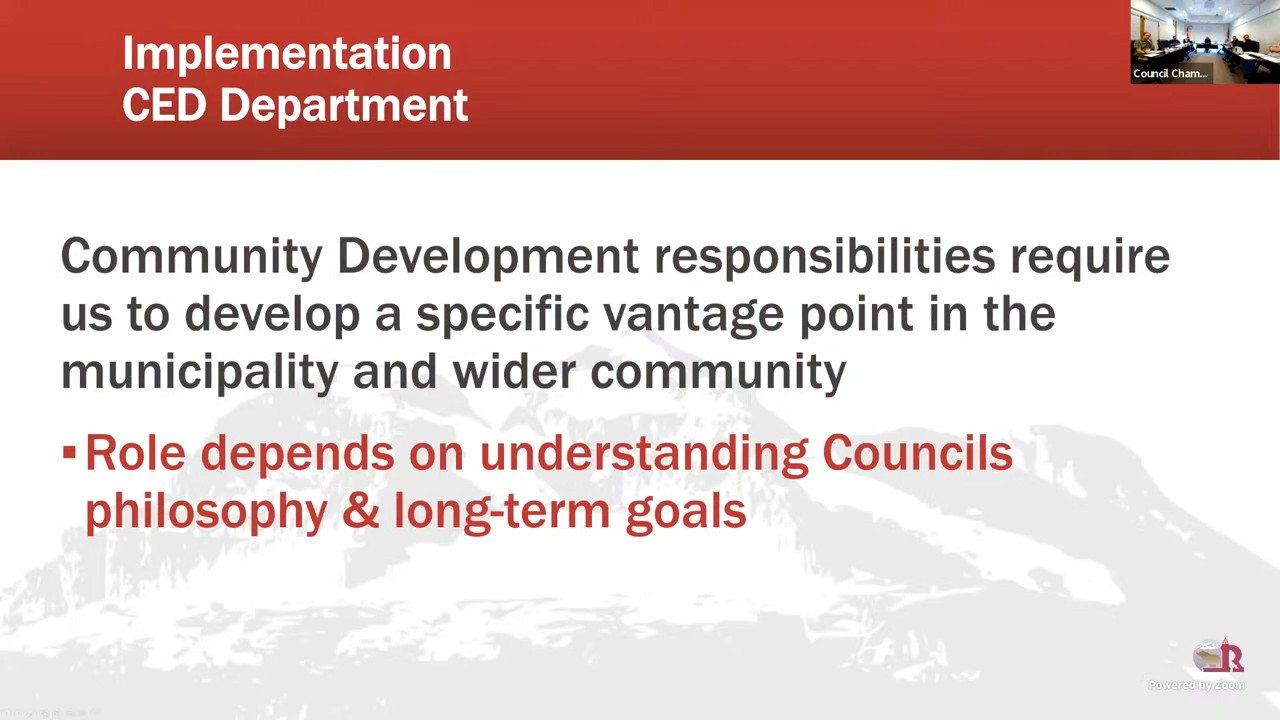 Implementation
CED Department
Council Cham...
Community Development responsibilities require
us to develop a specific vantage point in the
municipality and wider community
▪Role depends on understanding Councils
philosophy & long-term goals
R
Powered by Zoom